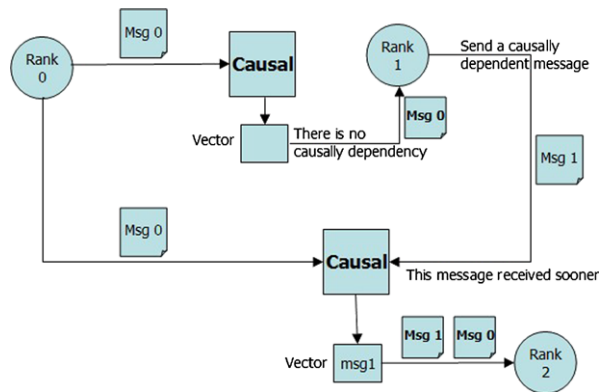 Msg 0
Rank
0
Causal
Rank
1
Send a causally
dependent message
Msg 0
Vector
There is no
causally dependency
Msg 1
Msg 0
Causal
This message received sooner
Vector
msg1
Msg 1
Msg 0
Rank
2